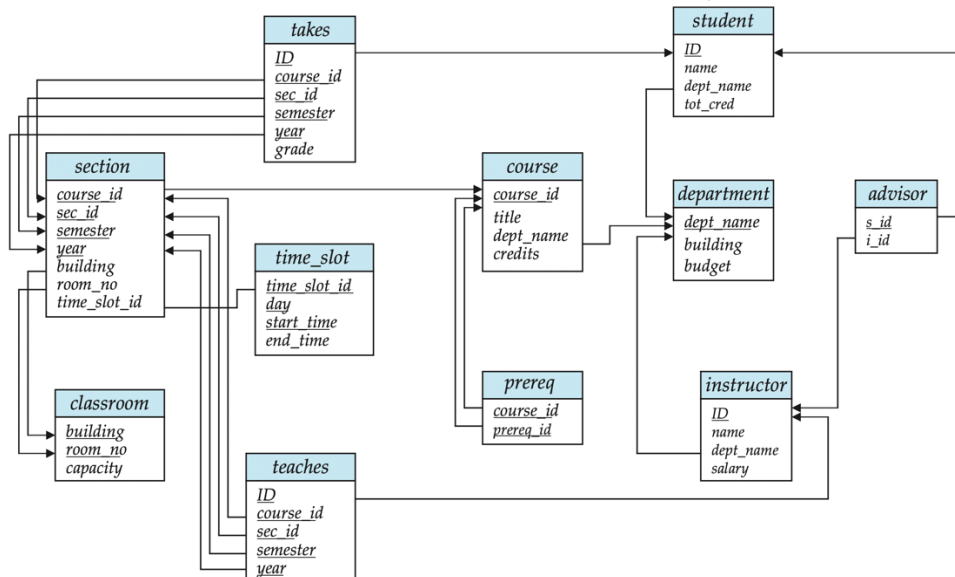 takes
ID
course_id
sec_id
semester
year
grade
student
ID
name
dept_name
tot_cred
section
course_id
sec_id
semester
year
building
room_no
time_slot_id
course
course_id
title
dept_name
credits
department
dept_name
building
budget
advisor
s_id
i_id
time_slot
time_slot_id
day
start_time
end_time
prereq
course_id
prereq_id
instructor
ID
name
dept_name
salary
classroom
building
room_no
capacity
teaches
ID
course_id
sec_id
semester
year